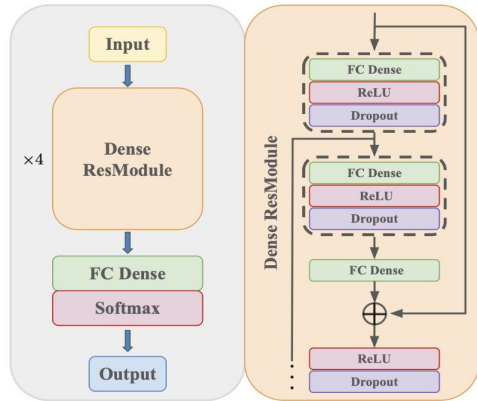 Input
×4
Dense
ResModule
FC Dense
Softmax
Output
Dense ResModule
FC Dense
ReLU
Dropout
FC Dense
ReLU
Dropout
FC Dense
ReLU
Dropout